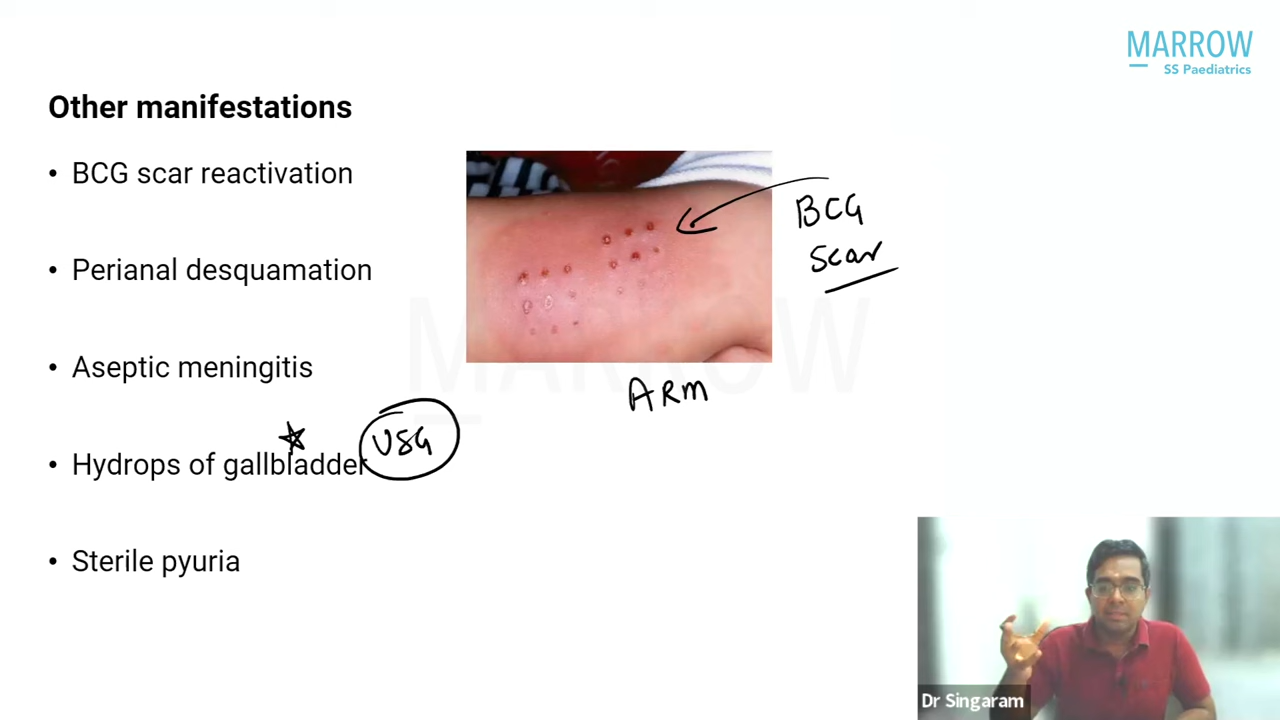 MARROW
SS Paediatrics
Other manifestations
• BCG scar reactivation
• Perianal desquamation
• Aseptic meningitis
• Hydrops of gallbladder
• Sterile pyuria
BCG
Scar
ARM
USG
MARROW
Dr Singaram